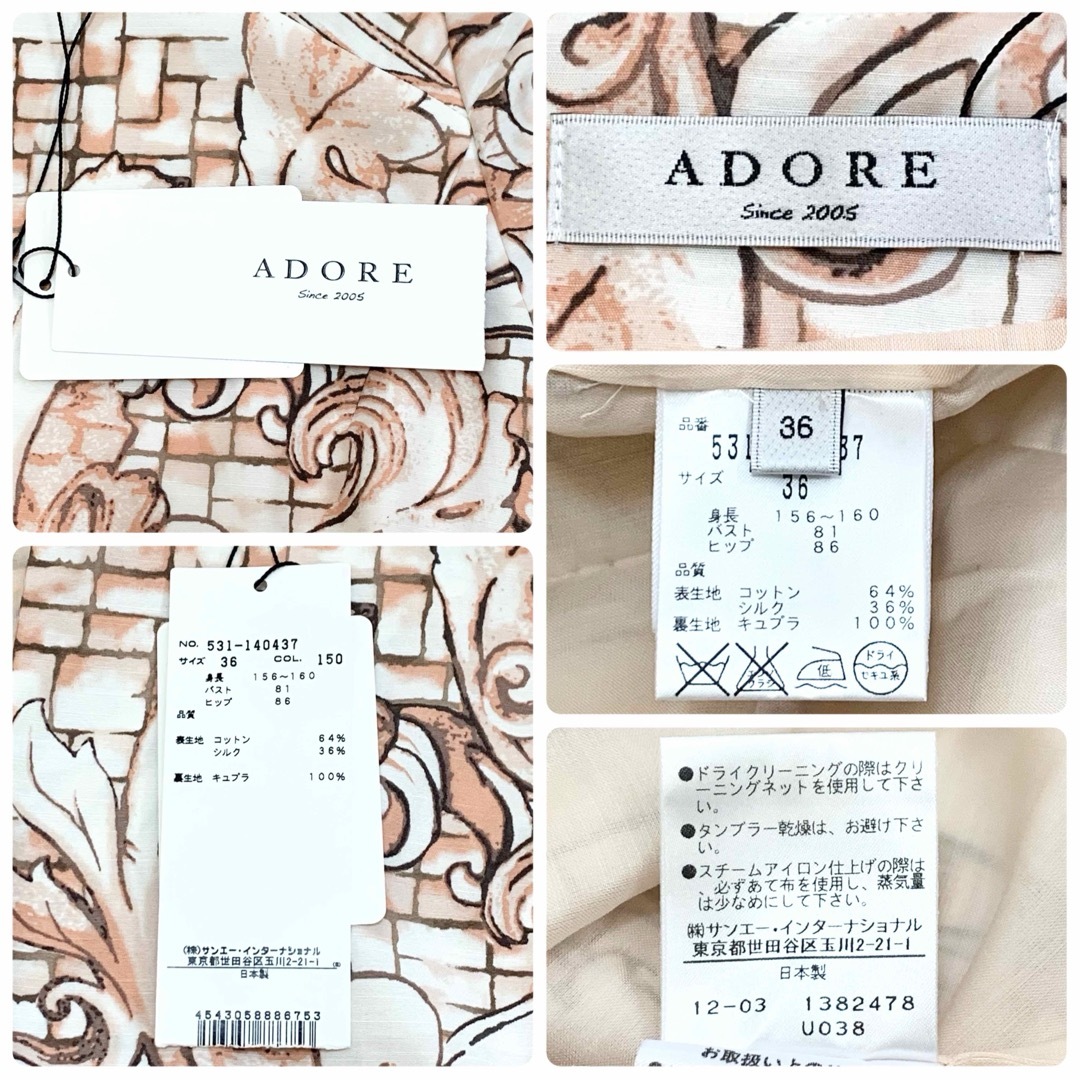 ADORE
Since 2005
ADORE
Since 2005
品番
36
531 37
サイズ 36
身長 156～160
バスト 81
ヒップ 86
品質
表生地 コットン 64%
シルク 36%
裏生地 キュプラ 100%
低
ドライ
セキユ系
NO. 531-140437
サイズ 36 COL. 150
身長 156～160
バスト 81
ヒップ 86
品質
表生地 コットン 64%
シルク 36%
裏生地 キュプラ 100%
㈱サンエー・インターナショナル
東京都世田谷区玉川2-21-1
日本製
4543058886753
●ドライクリーニングの際はクリ
ーニングネットを使用して下さ
い。
●タンブラー乾燥は、お避け下さ
い。
●スチームアイロン仕上げの際は
、必ずあて布を使用し、蒸気量
は少なめにして下さい。
㈱サンエー・インターナショナル
東京都世田谷区玉川2-21-1
日本製
12-03 1382478
U038
お取扱い上の